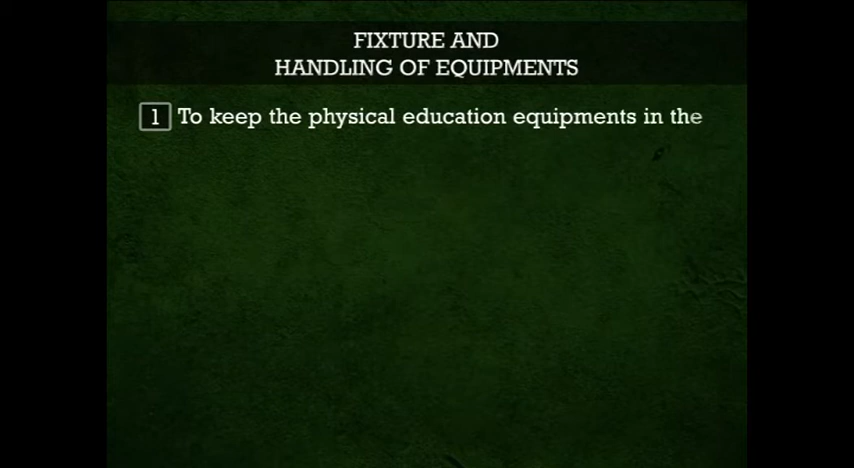 FIXTURE AND
HANDLING OF EQUIPMENTS
1 To keep the physical education equipments in the